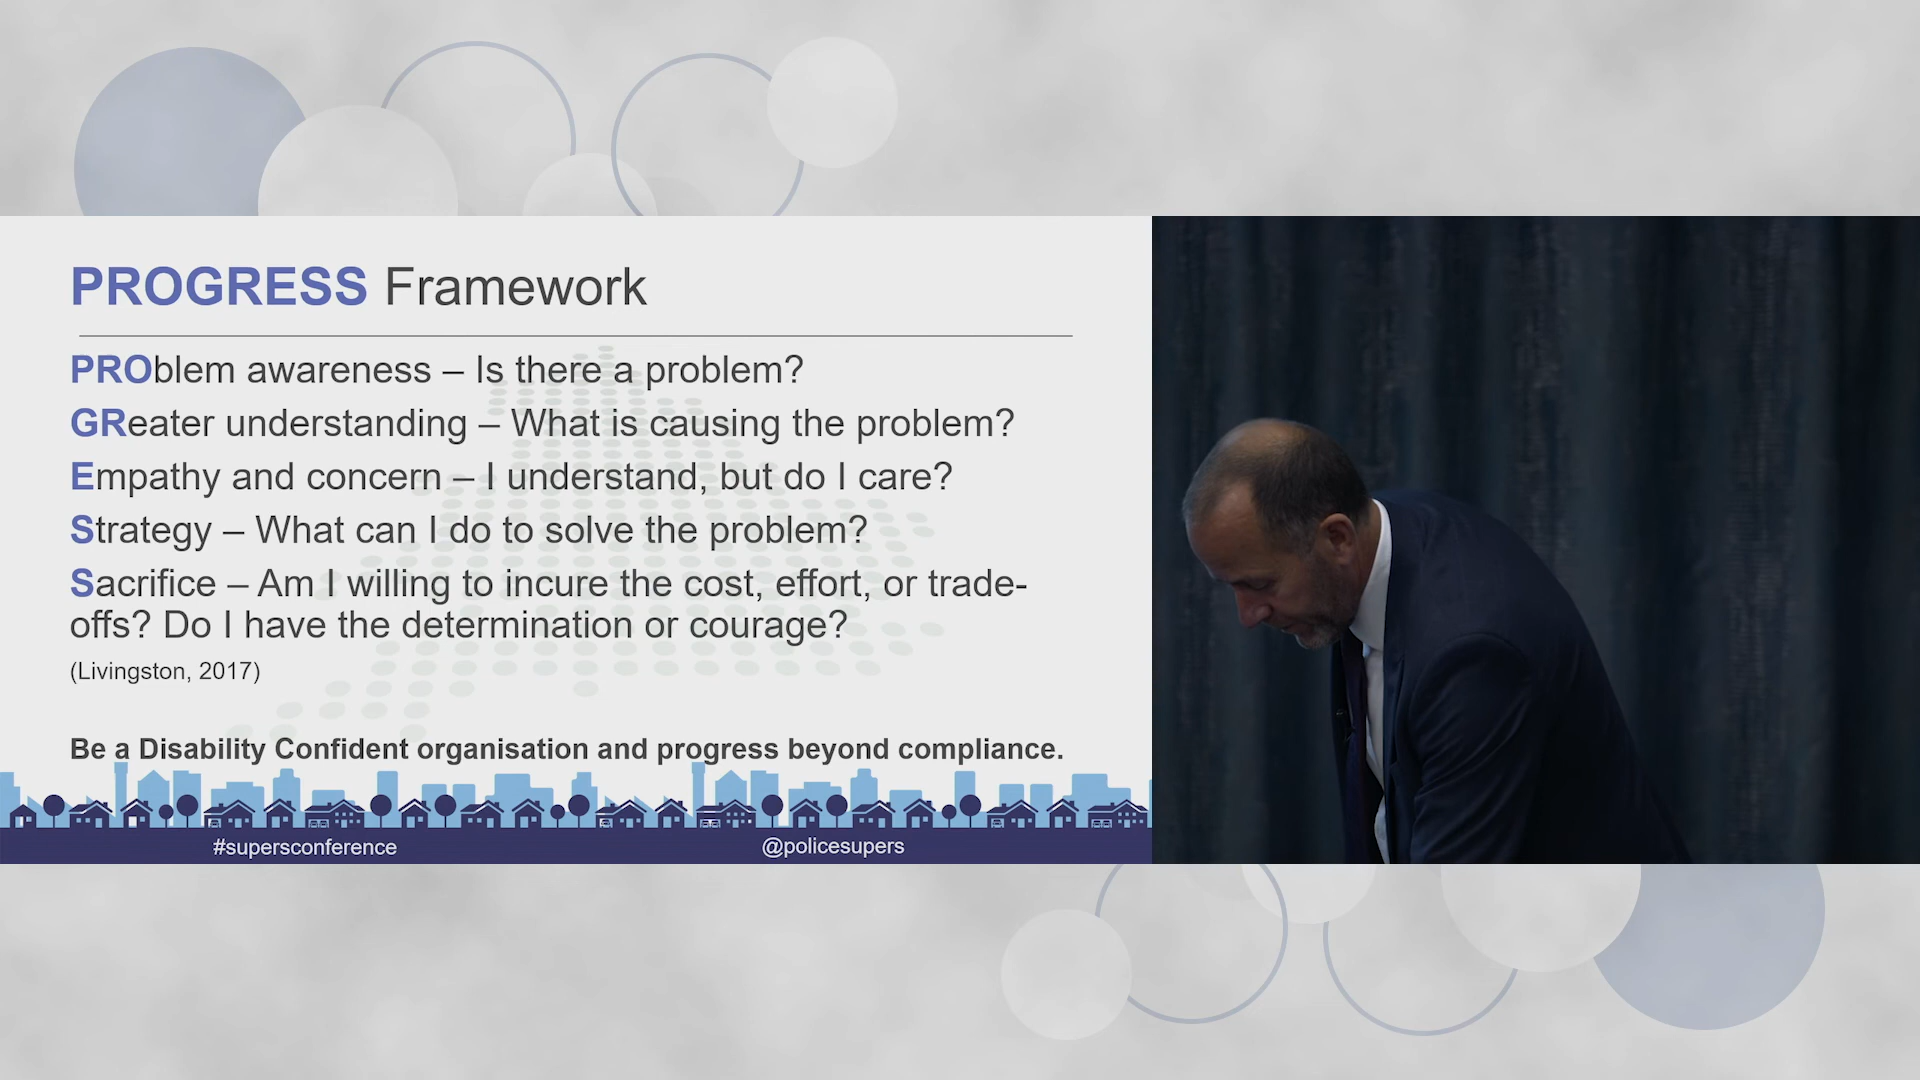 PROGRESS Framework
PROblem awareness – Is there a problem?
GReater understanding – What is causing the problem?
Empathy and concern – I understand, but do I care?
Strategy – What can I do to solve the problem?
Sacrifice – Am I willing to incure the cost, effort, or trade-
offs? Do I have the determination or courage?
(Livingston, 2017)
Be a Disability Confident organisation and progress beyond compliance.
#supersconference
@policesupers